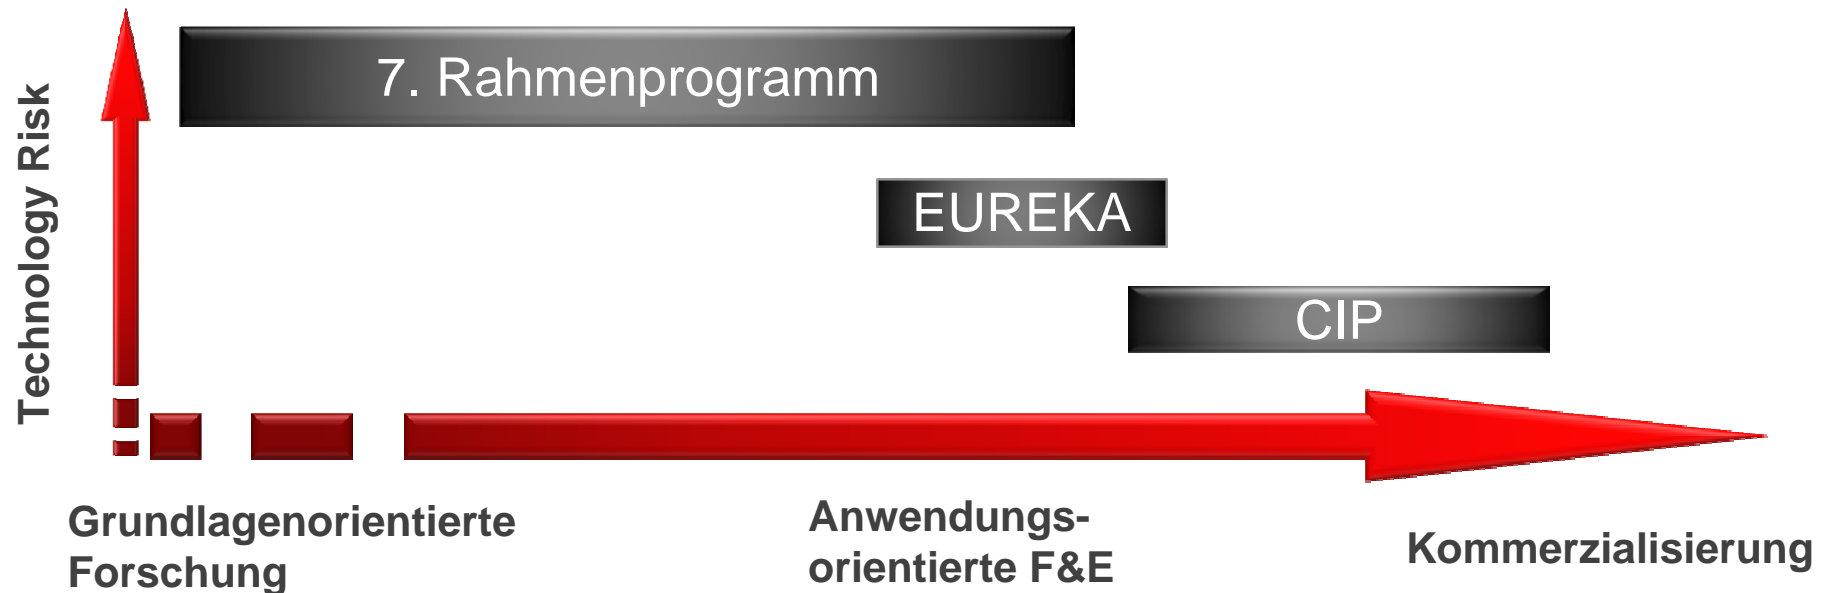 Technology Risk
7. Rahmenprogramm
EUREKA
CIP
Grundlagenorientierte
Forschung
Anwendungs-
orientierte F&E
Kommerzialisierung